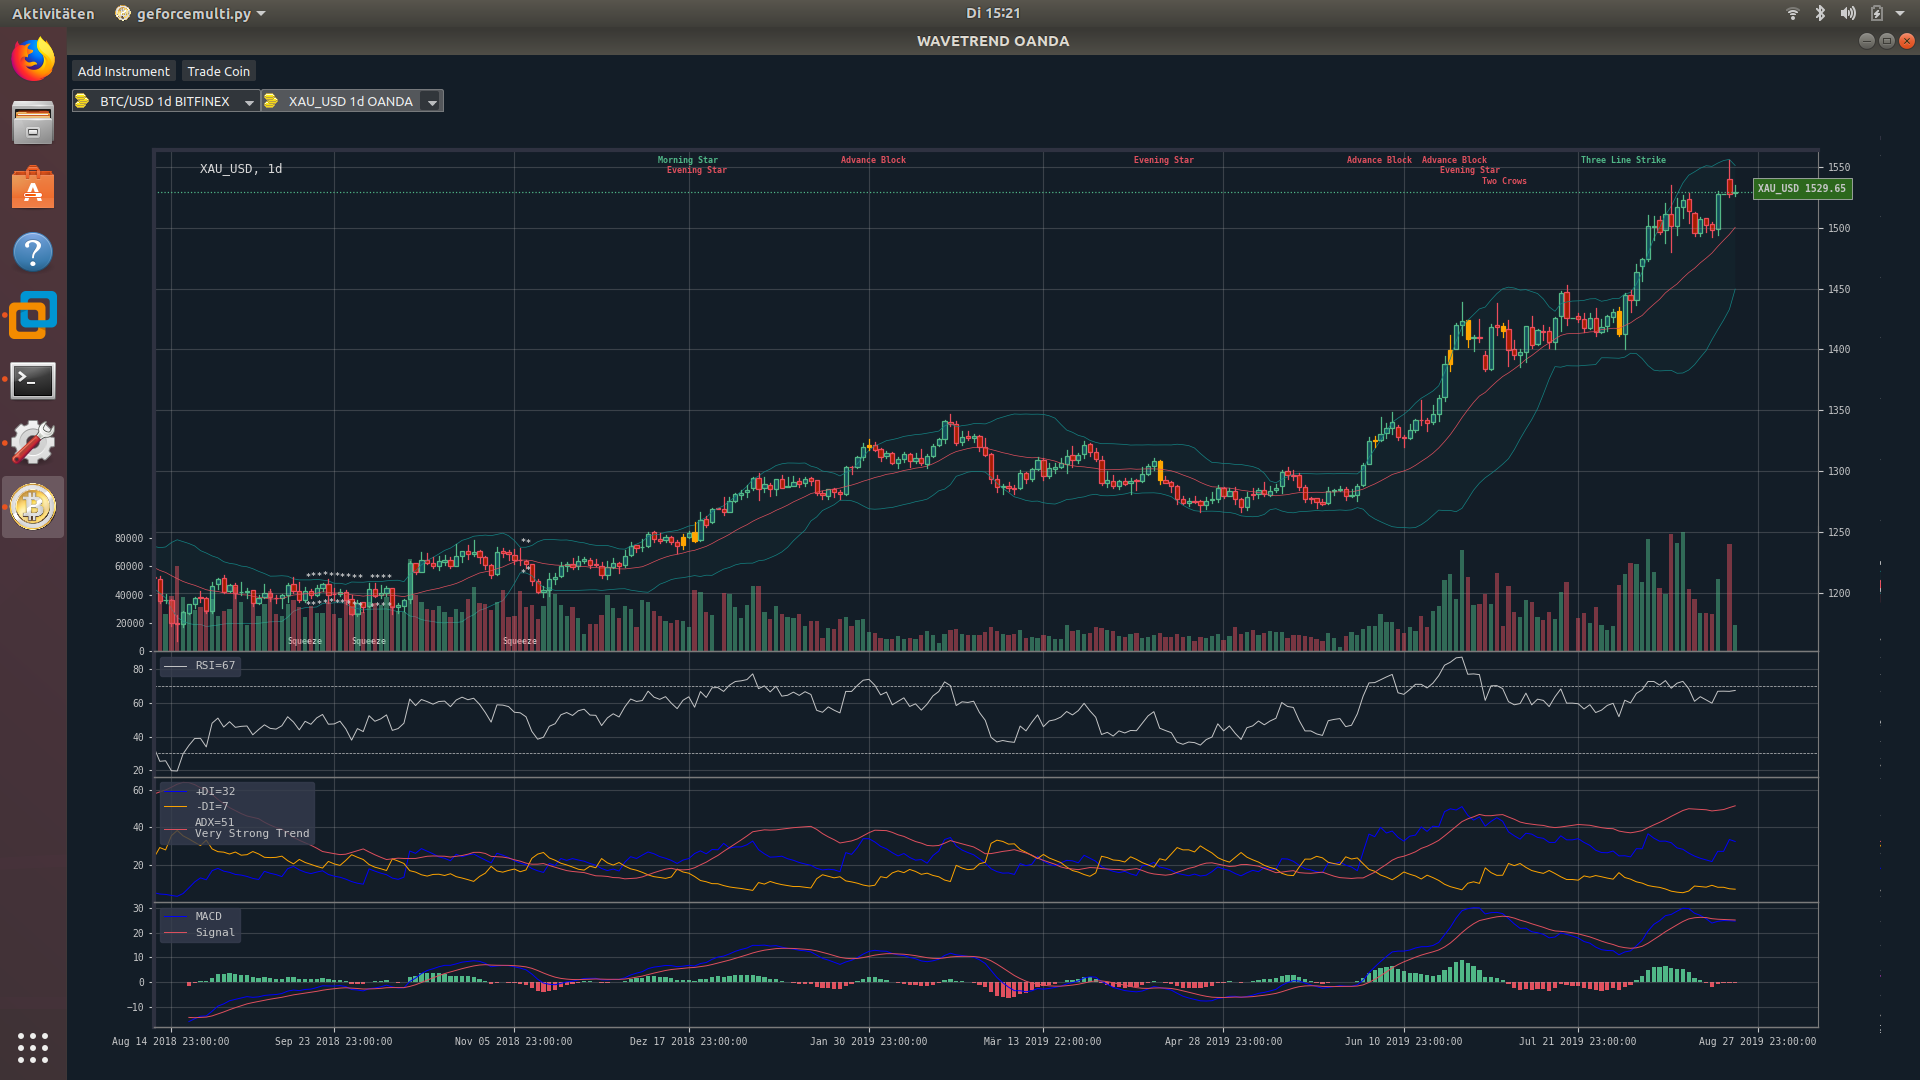 Aktivitäten geforcemulti.py Di 15:21
WAVETREND OANDA
Add Instrument Trade Coin
BTC/USD 1d BITFINEX XAU_USD 1d OANDA
XAU_USD, 1d
Morning Star Advance Block Evening Star Advance Block Advance Block Three Line Strike
Evening Star Evening Star
Two Crows
1550
XAU_USD 1529.65
1500
1450
1400
1350
1300
1250
1200
80000
60000
40000
20000
0
**
************ ****
Squeeze Squeeze Squeeze
80
60
40
20
RSI=67
60
40
20
+DI=32
-DI=7
ADX=51
Very Strong Trend
30
20
10
0
−10
MACD
Signal
Aug 14 2018 23:00:00 Sep 23 2018 23:00:00 Nov 05 2018 23:00:00 Dez 17 2018 23:00:00 Jan 30 2019 23:00:00 Mär 13 2019 22:00:00 Apr 28 2019 23:00:00 Jun 10 2019 23:00:00 Jul 21 2019 23:00:00 Aug 27 2019 23:00:00